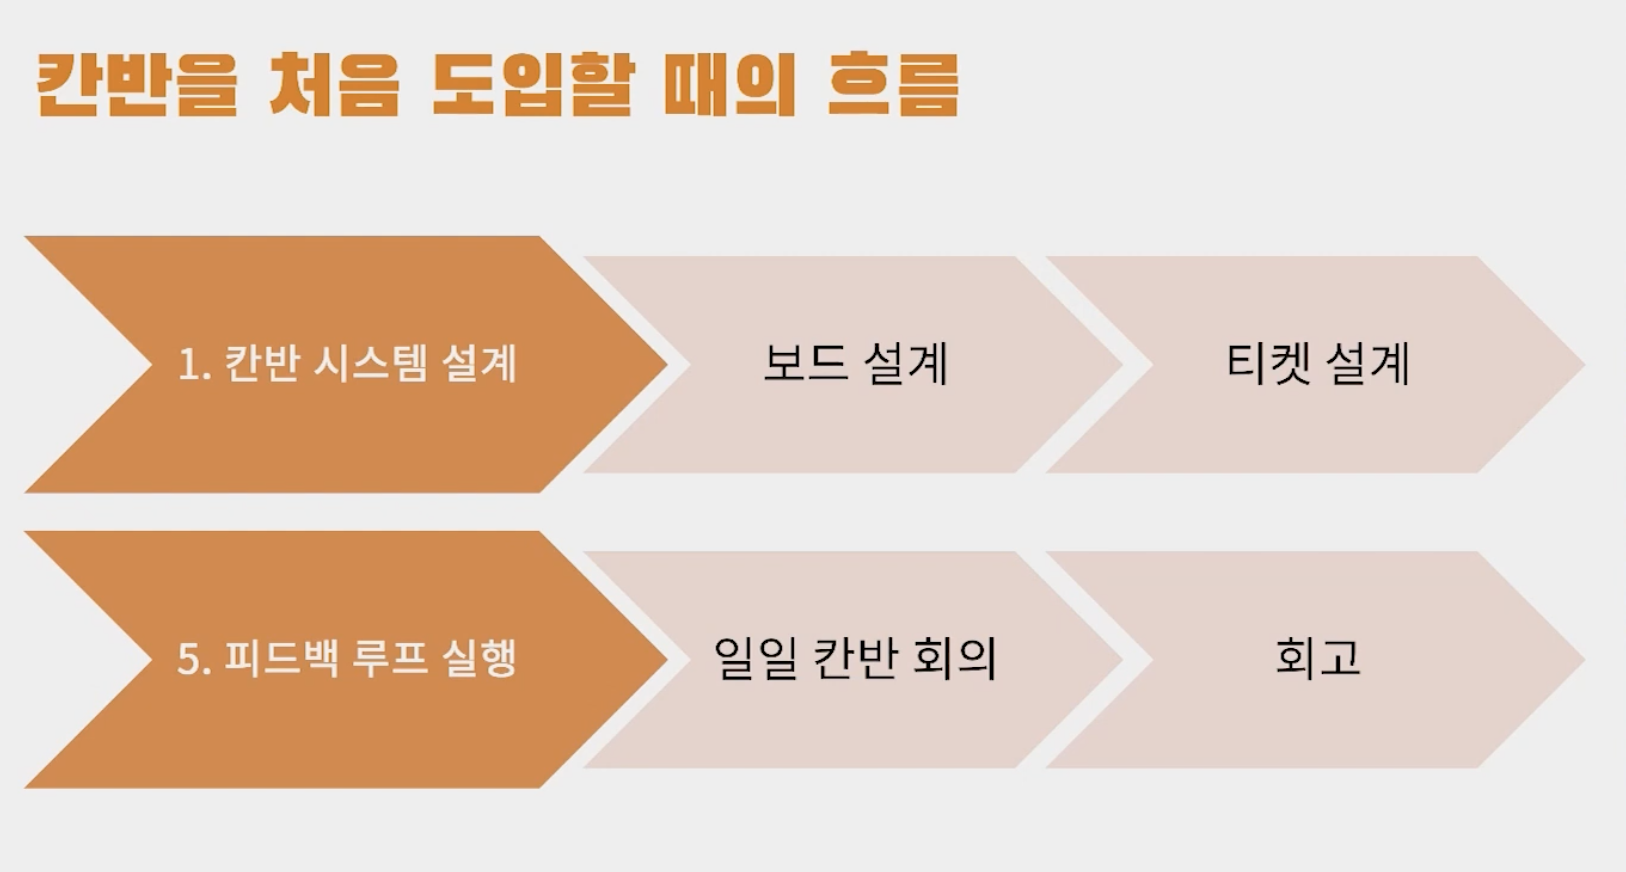 칸반을 처음 도입할 때의 흐름
1. 칸반 시스템 설계
보드 설계
티켓 설계
5. 피드백 루프 실행
일일 칸반 회의
회고